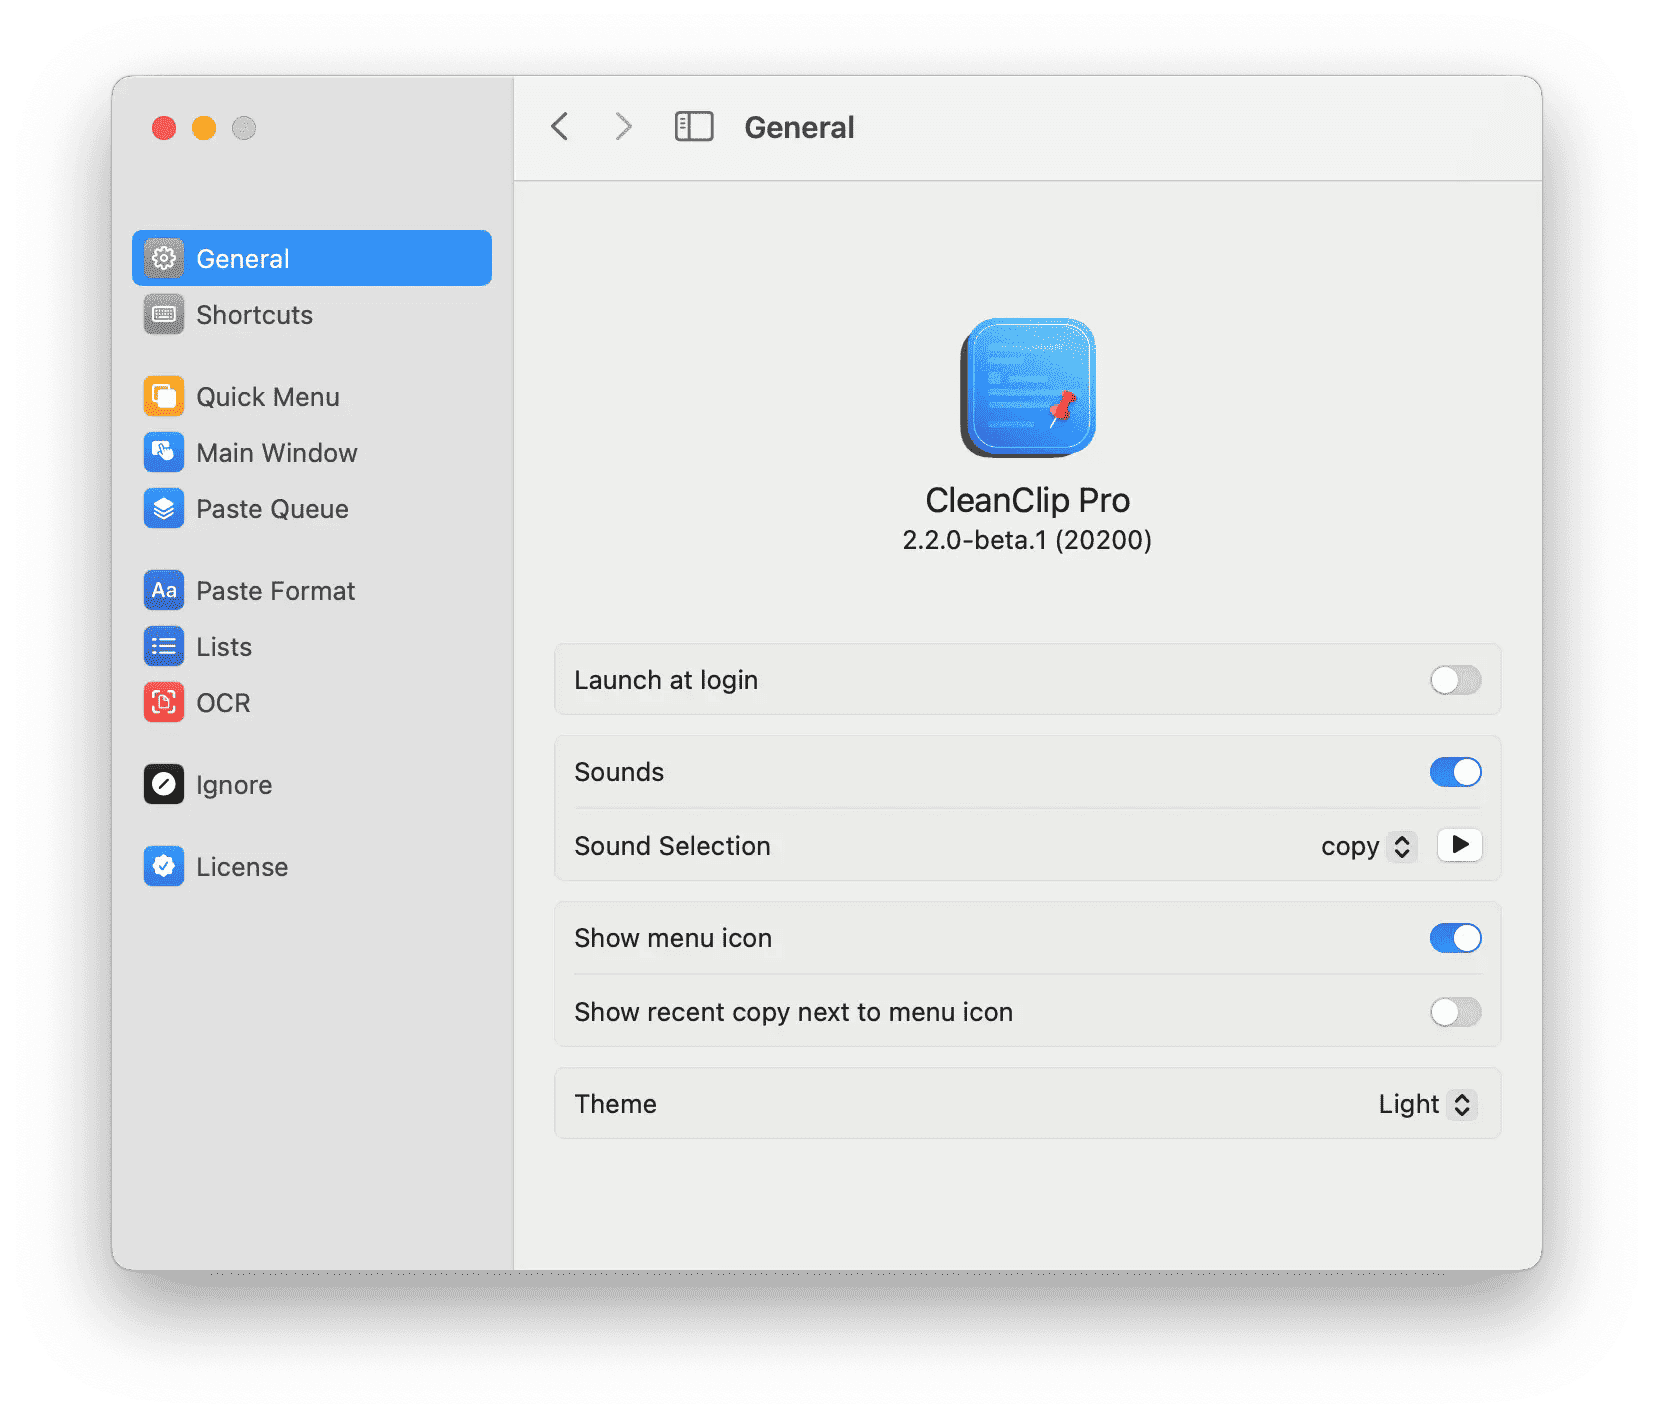 General
General
Shortcuts
Quick Menu
Main Window
Paste Queue
Aa Paste Format
Lists
OCR
Ignore
License
CleanClip Pro
2.2.0-beta.1 (20200)
Launch at login
Sounds
Sound Selection copy
Show menu icon
Show recent copy next to menu icon
Theme Light